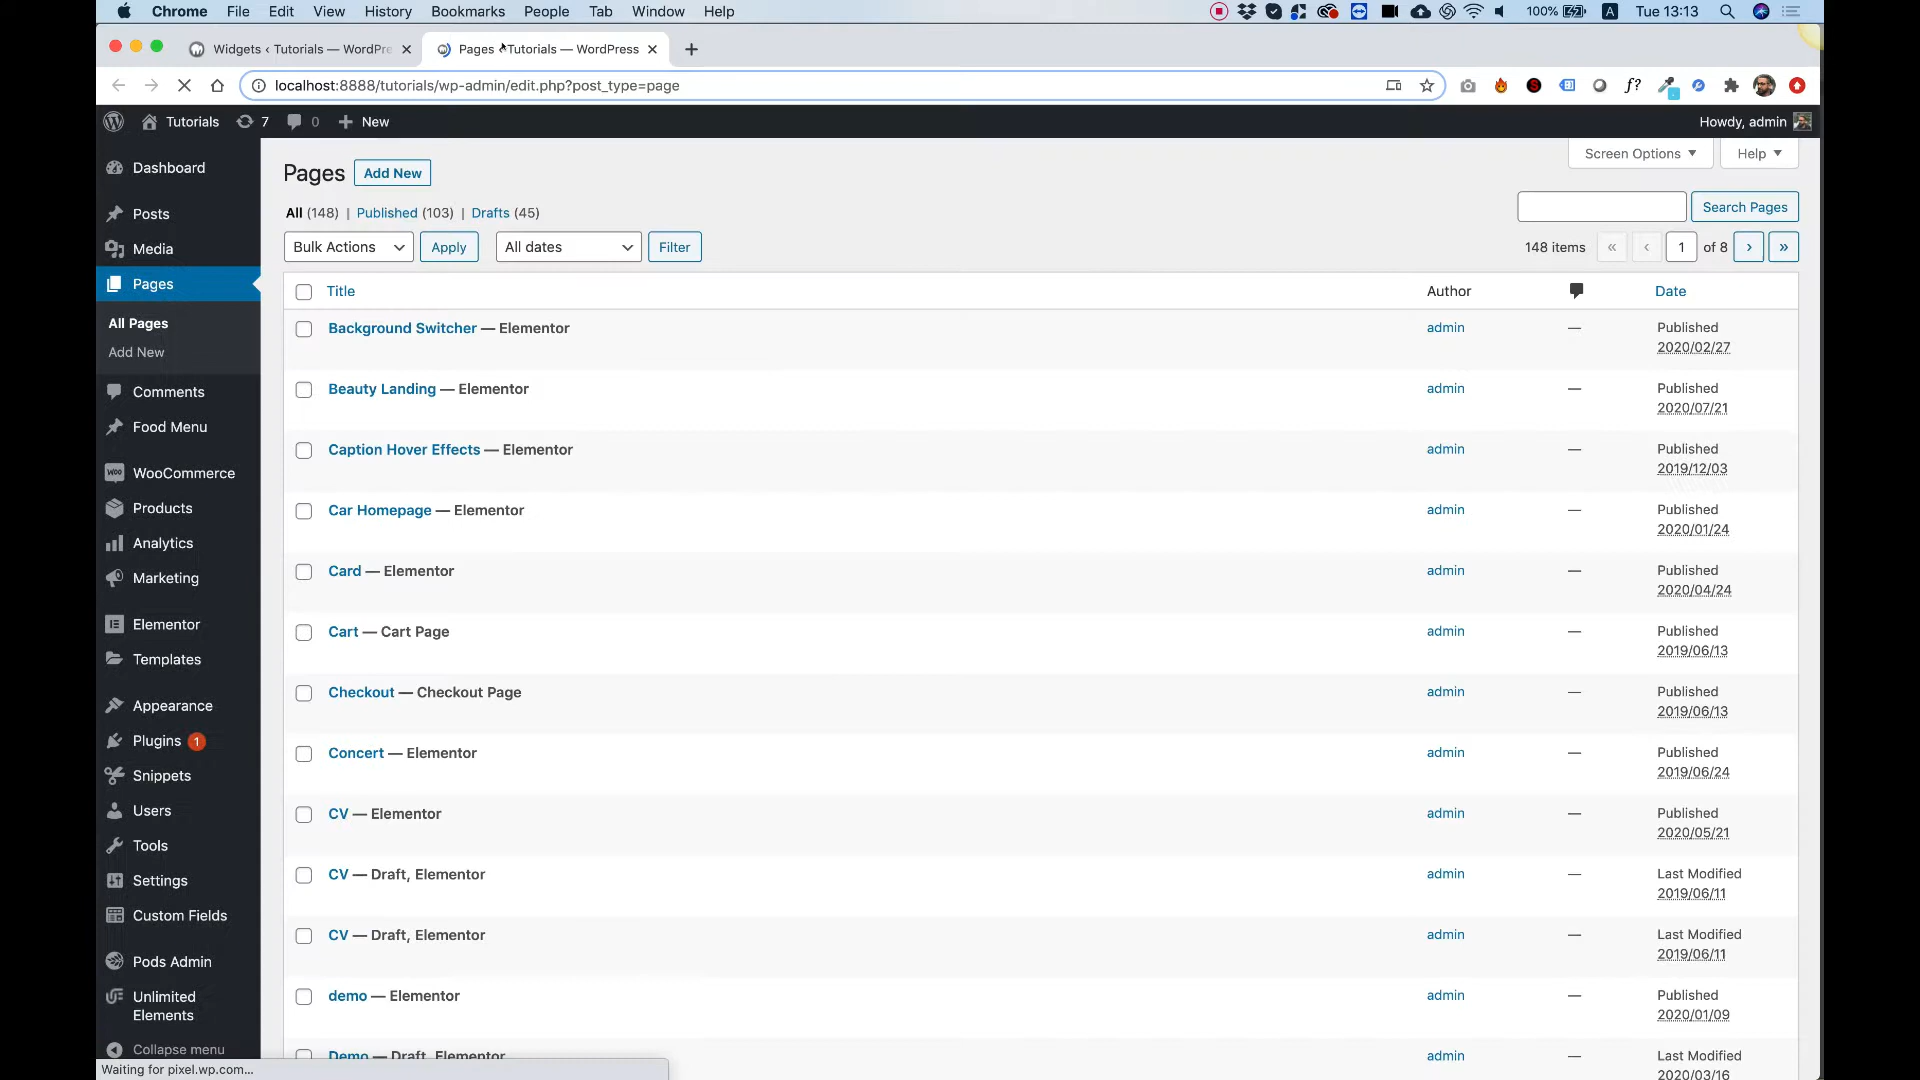 Chrome File Edit View History Bookmarks People Tab Window Help 100% A Tue 13:13
Widgets ‹ Tutorials — WordPre
Pages ‹ Tutorials — WordPress
localhost:8888/tutorials/wp-admin/edit.php?post_type=page
Tutorials 7 0 New Howdy, admin
Screen Options Help
Dashboard
Posts
Media
Pages
All Pages
Add New
Comments
Food Menu
WooCommerce
Products
Analytics
Marketing
Elementor
Templates
Appearance
Plugins 1
Snippets
Users
Tools
Settings
Custom Fields
Pods Admin
Unlimited
Elements
Collapse menu
Pages Add New
All (148) | Published (103) | Drafts (45)
Search Pages
Bulk Actions Apply All dates Filter
148 items « ‹ 1 of 8 › »
Title Author Date
Background Switcher — Elementor admin — Published
2020/02/27
Beauty Landing — Elementor admin — Published
2020/07/21
Caption Hover Effects — Elementor admin — Published
2019/12/03
Car Homepage — Elementor admin — Published
2020/01/24
Card — Elementor admin — Published
2020/04/24
Cart — Cart Page admin — Published
2019/06/13
Checkout — Checkout Page admin — Published
2019/06/13
Concert — Elementor admin — Published
2019/06/24
CV — Elementor admin — Published
2020/05/21
CV — Draft, Elementor admin — Last Modified
2019/06/11
CV — Draft, Elementor admin — Last Modified
2019/06/11
demo — Elementor admin — Published
2020/01/09
Demo — Draft, Elementor admin — Last Modified
2020/03/16
Waiting for pixel.wp.com...